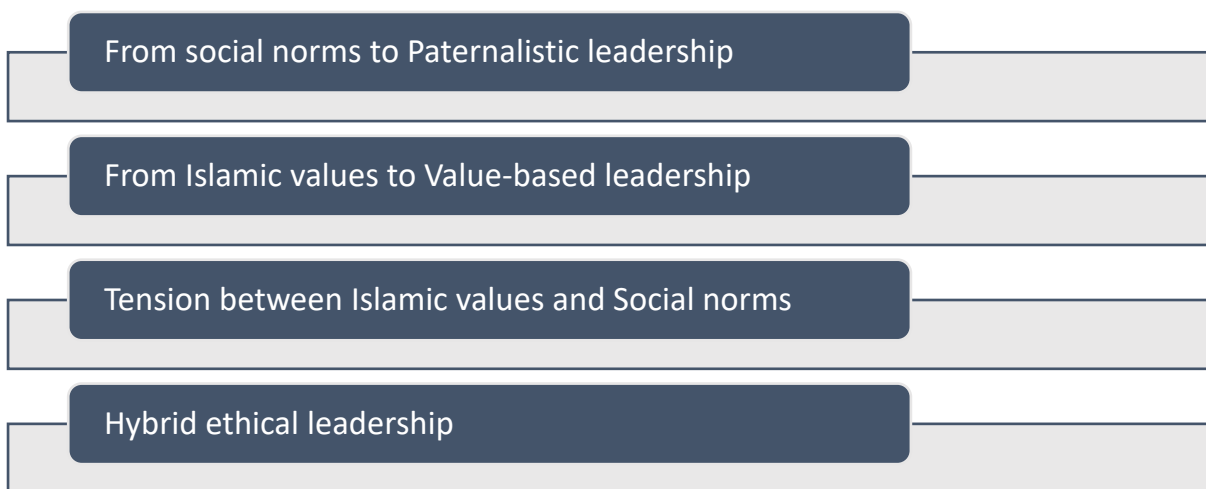 From social norms to Paternalistic leadership
From Islamic values to Value-based leadership
Tension between Islamic values and Social norms
Hybrid ethical leadership